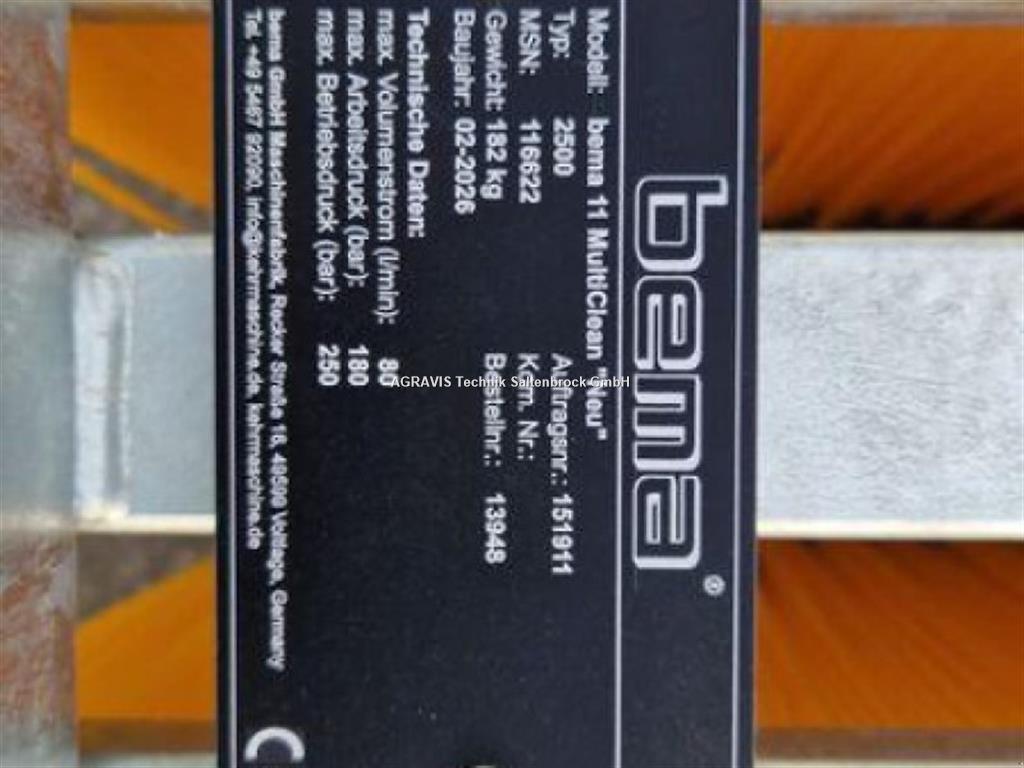 bema®
Modell: bema 11 MultiClean "Neu"
Typ: 2500 Auftragsnr.: 151911
MSN: 116622 Kom. Nr.:
Gewicht: 182 kg Bestellnr.: 13948
Baujahr: 02-2026
Technische Daten:
max. Volumenstrom (l/min): 80
max. Arbeitsdruck (bar): 180
max. Betriebsdruck (bar): 250
bema GmbH Maschinenfabrik, Recker Straße 16, 49599 Voltlage, Germany
Tel. +49 5467 92090, info@kehrmaschine.de, kehrmaschine.de
AGRAVIS Technik Saltenbrock GmbH